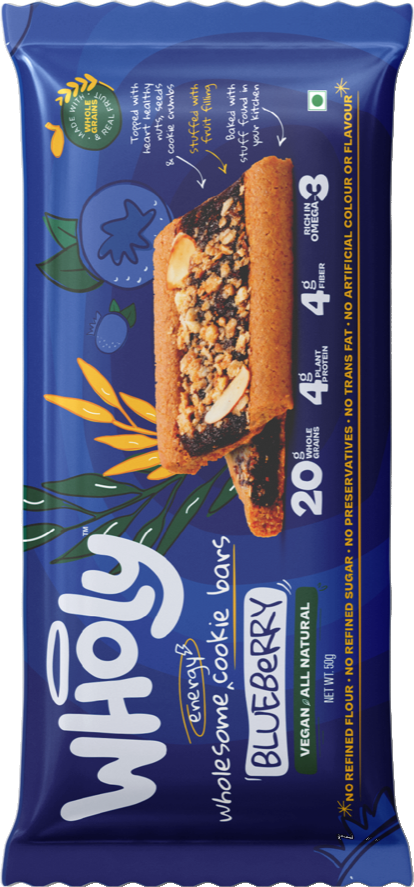 WHOLY™
wholesome energy cookie bars
BLUEBERRY
VEGAN ALL NATURAL
NET WT. 50g
MADE WITH
WHOLE
GRAINS
& REAL FRUIT
Topped with
heart healthy
nuts, seeds
& cookie crumbs
stuffed with
fruit filling
Baked with
stuff found in
your kitchen
20g WHOLE
GRAINS
4g PLANT
PROTEIN
4g FIBER
RICH IN
OMEGA-3
*NO REFINED FLOUR • NO REFINED SUGAR • NO PRESERVATIVES • NO TRANS FAT • NO ARTIFICIAL COLOUR OR FLAVOUR*